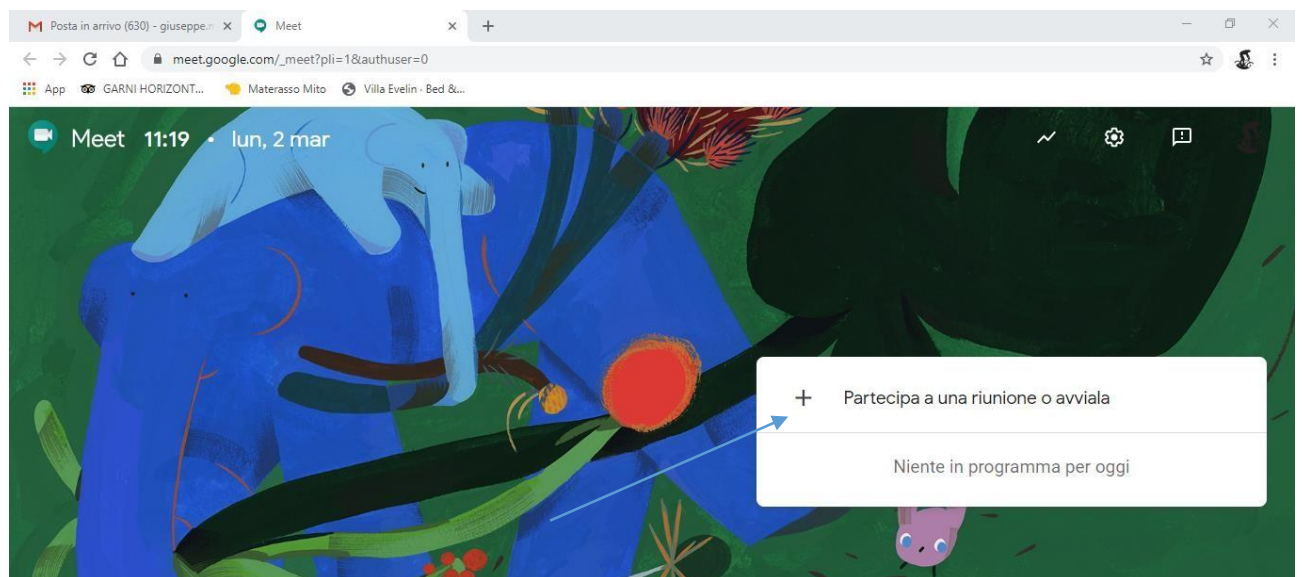 Posta in arrivo (630) - giuseppe.n
Meet
meet.google.com/_meet?pli=1&authuser=0
App
GARNI HORIZONT...
Materasso Mito
Villa Evelin - Bed &...
Meet 11:19 • lun, 2 mar
Partecipa a una riunione o avviala
Niente in programma per oggi